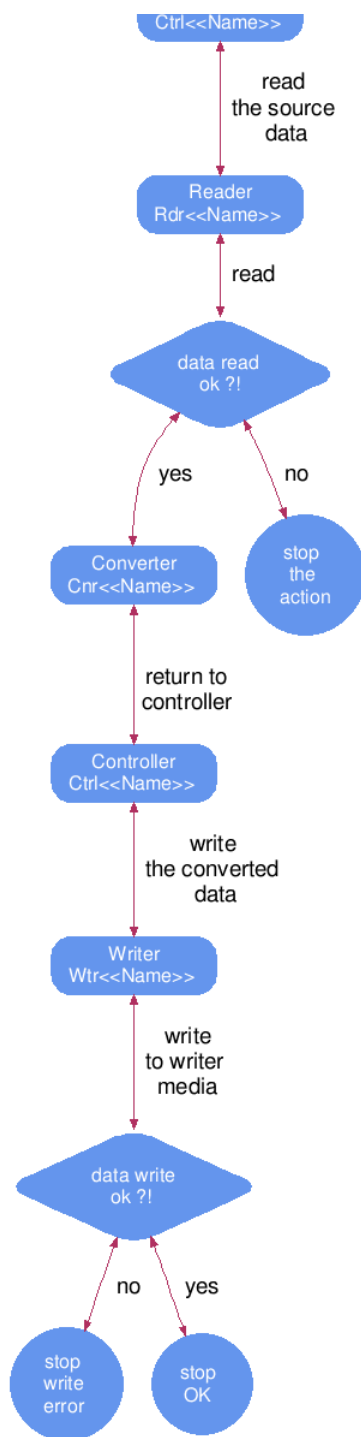 Ctrl<<Name>>
read
the source
data
Reader
Rdr<<Name>>
read
data read
ok ?!
yes
no
stop
the
action
Converter
Cnr<<Name>>
return to
controller
Controller
Ctrl<<Name>>
write
the converted
data
Writer
Wtr<<Name>>
write
to writer
media
data write
ok ?!
no
yes
stop
write
error
stop
OK